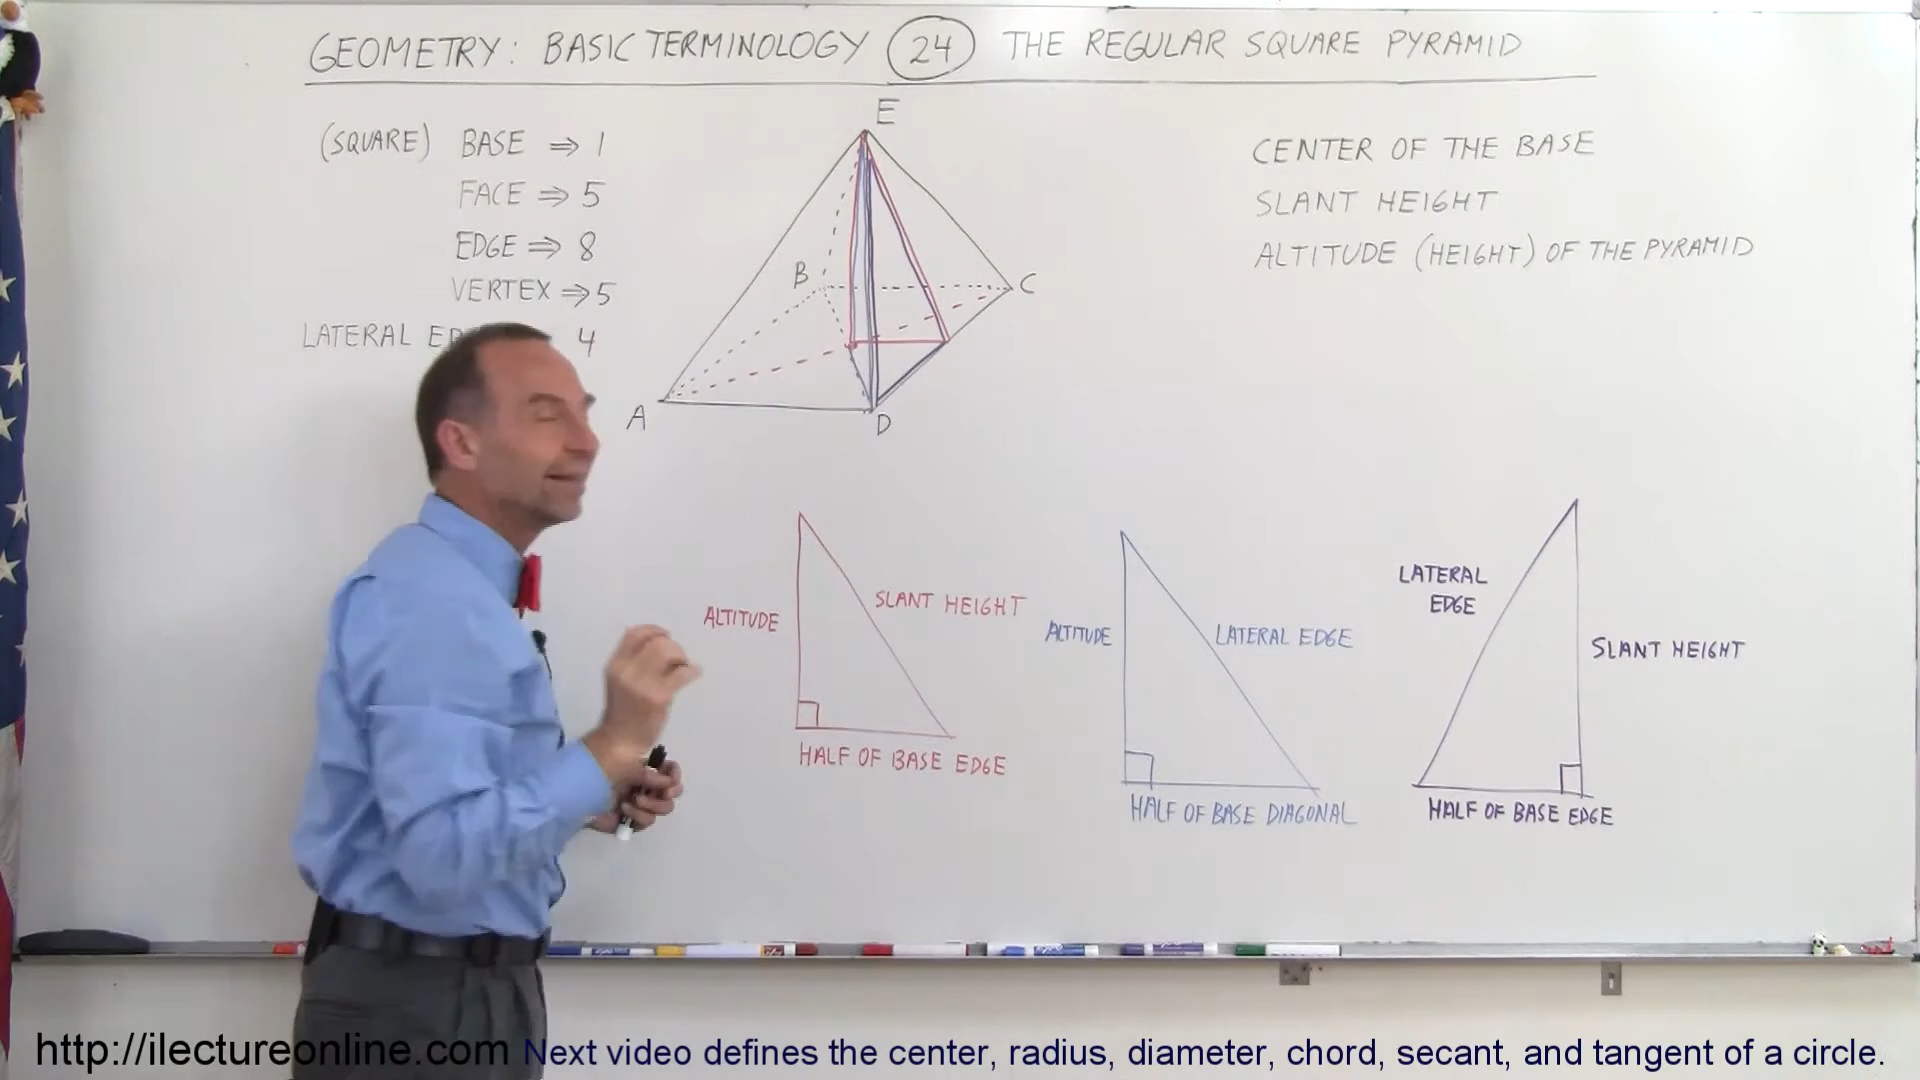 GEOMETRY: BASIC TERMINOLOGY 24 THE REGULAR SQUARE PYRAMID
(SQUARE) BASE ⇒ 1
FACE ⇒ 5
EDGE ⇒ 8
VERTEX ⇒ 5
LATERAL 4
E
B
C
A
D
CENTER OF THE BASE
SLANT HEIGHT
ALTITUDE (HEIGHT) OF THE PYRAMID
ALTITUDE
SLANT HEIGHT
HALF OF BASE EDGE
ALTITUDE
LATERAL EDGE
HALF OF BASE DIAGONAL
LATERAL
EDGE
SLANT HEIGHT
HALF OF BASE EDGE
http://ilectureonline.com Next video defines the center, radius, diameter, chord, secant, and tangent of a circle.